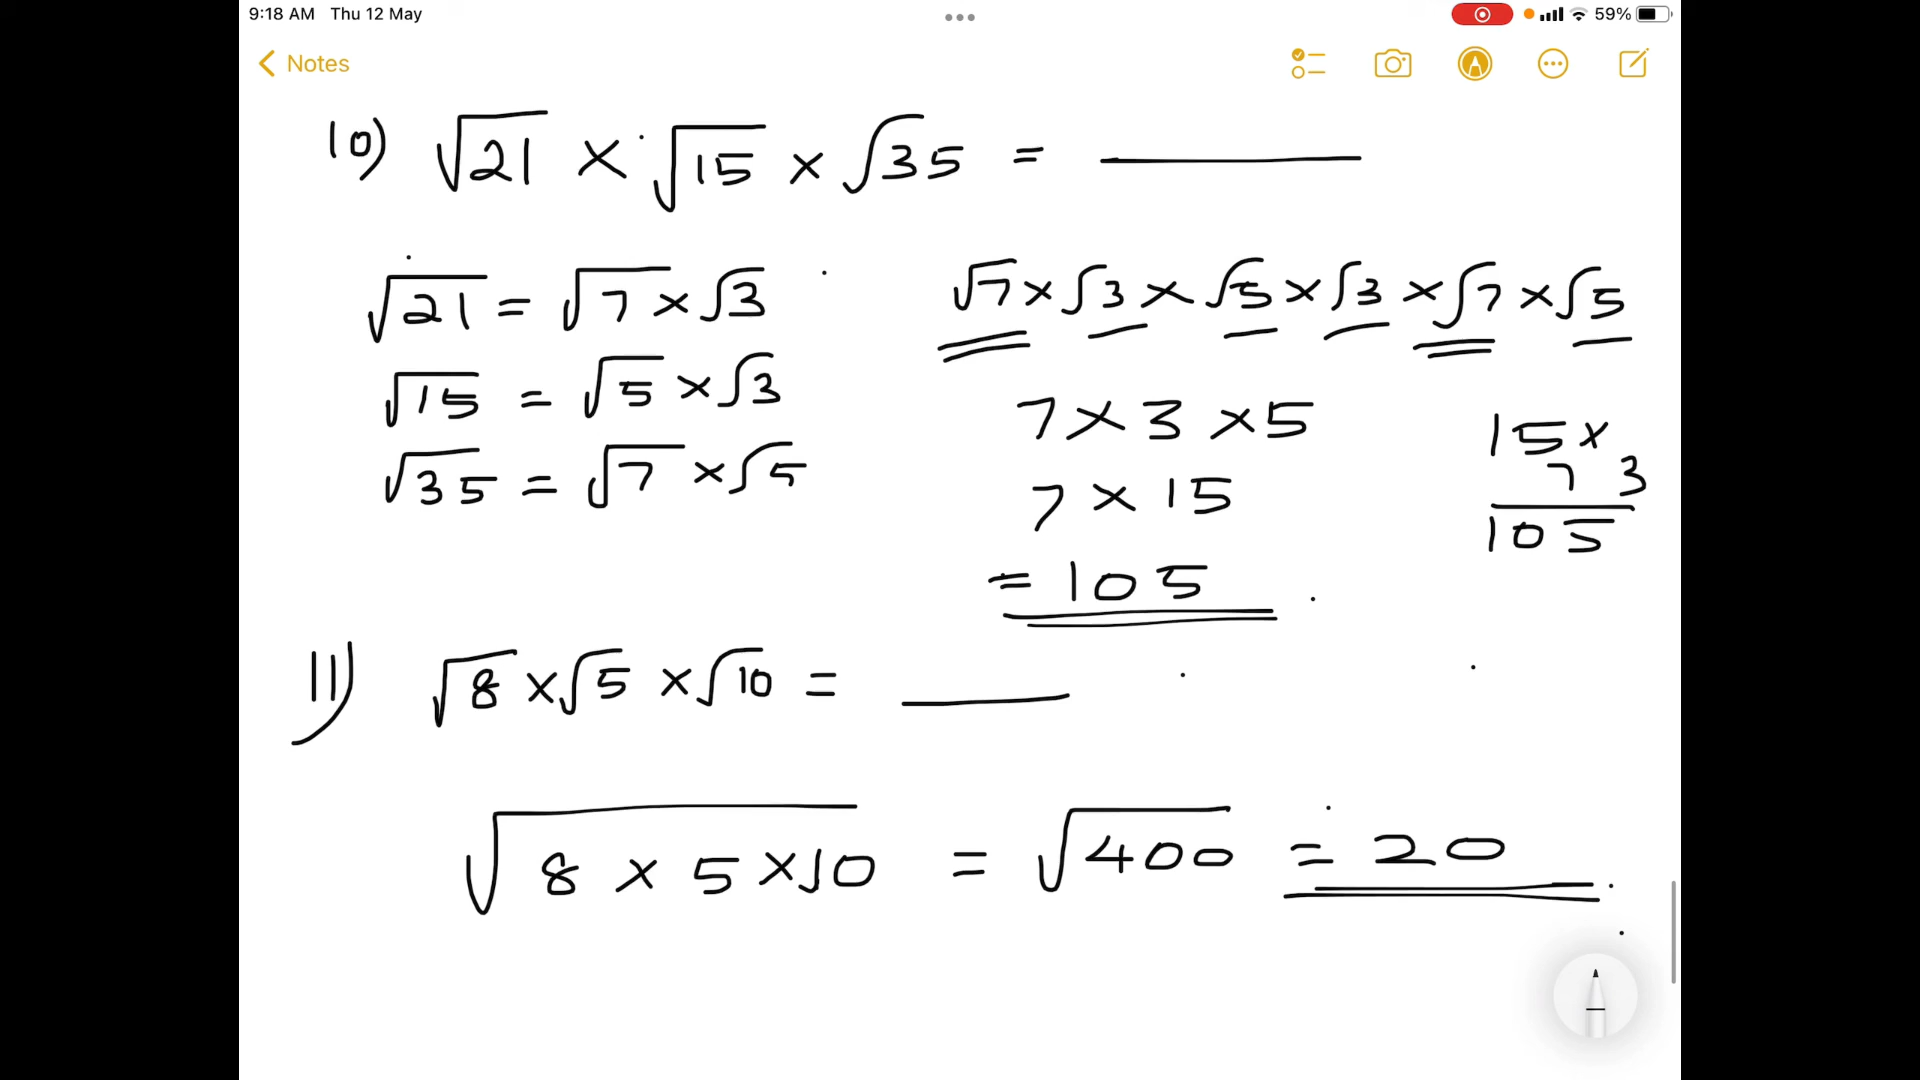 9:18 AM Thu 12 May
59%
Notes
10) √21 × √15 × √35 = ______
√21 = √7 × √3
√7 × √3 × √5 × √3 × √7 × √5
√15 = √5 × √3
√35 = √7 × √5
7 × 3 × 5
7 × 15
= 105
15 ×
7 3
105
11) √8 × √5 × √10 = ______
√8 × 5 × 10 = √400 = 20